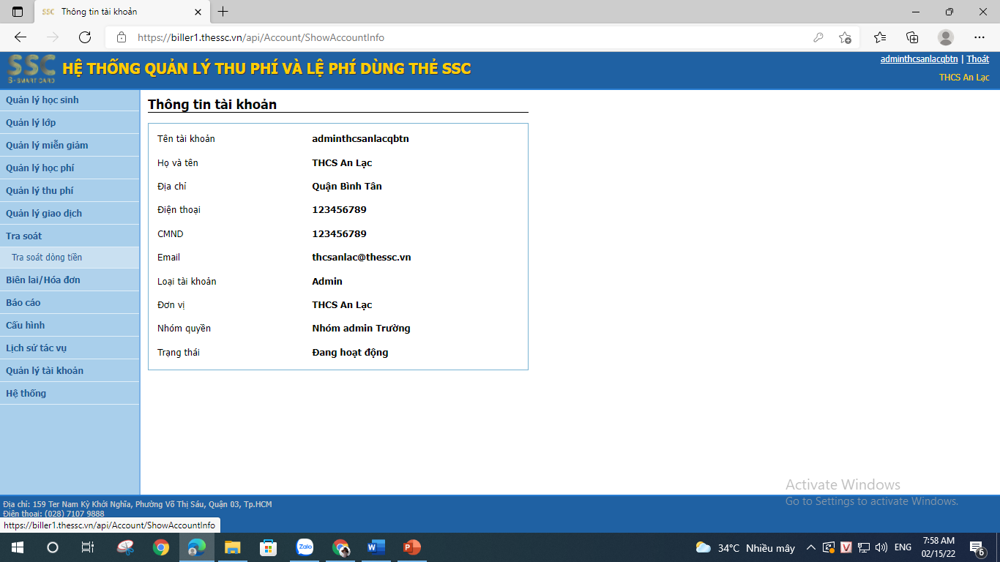 Thông tin tài khoản
https://biller1.thessc.vn/api/Account/ShowAccountInfo
SSC
S-SMART CARD
HỆ THỐNG QUẢN LÝ THU PHÍ VÀ LỆ PHÍ DÙNG THẺ SSC
adminthcsanlacqbtn | Thoát
THCS An Lạc
Quản lý học sinh
Quản lý lớp
Quản lý miễn giảm
Quản lý học phí
Quản lý thu phí
Quản lý giao dịch
Tra soát
Tra soát dòng tiền
Biên lai/Hóa đơn
Báo cáo
Cấu hình
Lịch sử tác vụ
Quản lý tài khoản
Hệ thống
Thông tin tài khoản
Tên tài khoản adminthcsanlacqbtn
Họ và tên THCS An Lạc
Địa chỉ Quận Bình Tân
Điện thoại 123456789
CMND 123456789
Email thcsanlac@thessc.vn
Loại tài khoản Admin
Đơn vị THCS An Lạc
Nhóm quyền Nhóm admin Trường
Trạng thái Đang hoạt động
Activate Windows
Go to Settings to activate Windows.
Địa chỉ: 159 Ter Nam Kỳ Khởi Nghĩa, Phường Võ Thị Sáu, Quận 03, Tp.HCM
Điện thoại: (028) 7107 9888
https://biller1.thessc.vn/api/Account/ShowAccountInfo
Zalo
34°C Nhiều mây
ENG
7:58 AM
02/15/22
6